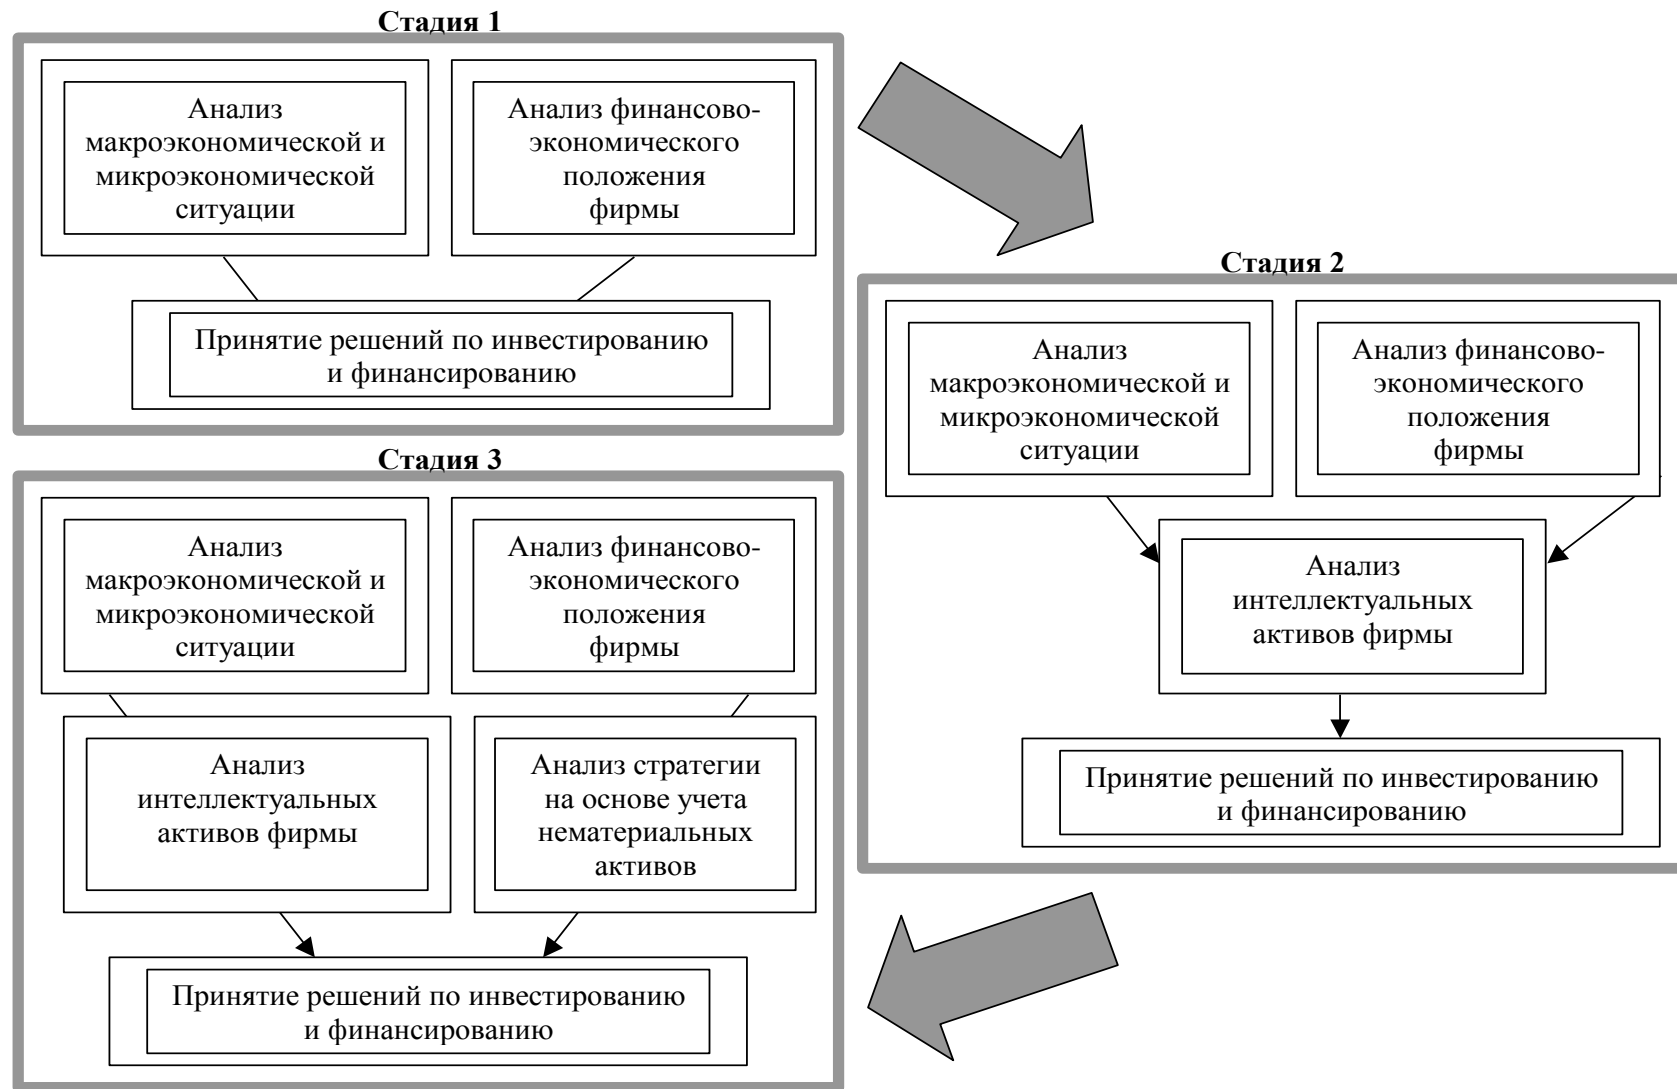 Стадия 1
Анализ
макроэкономической и
микроэкономической
ситуации
Анализ финансово-
экономического
положения
фирмы
Принятие решений по инвестированию
и финансированию
Стадия 2
Анализ
макроэкономической и
микроэкономической
ситуации
Анализ финансово-
экономического
положения
фирмы
Анализ
интеллектуальных
активов фирмы
Принятие решений по инвестированию
и финансированию
Стадия 3
Анализ
макроэкономической и
микроэкономической
ситуации
Анализ финансово-
экономического
положения
фирмы
Анализ
интеллектуальных
активов фирмы
Анализ стратегии
на основе учета
нематериальных
активов
Принятие решений по инвестированию
и финансированию